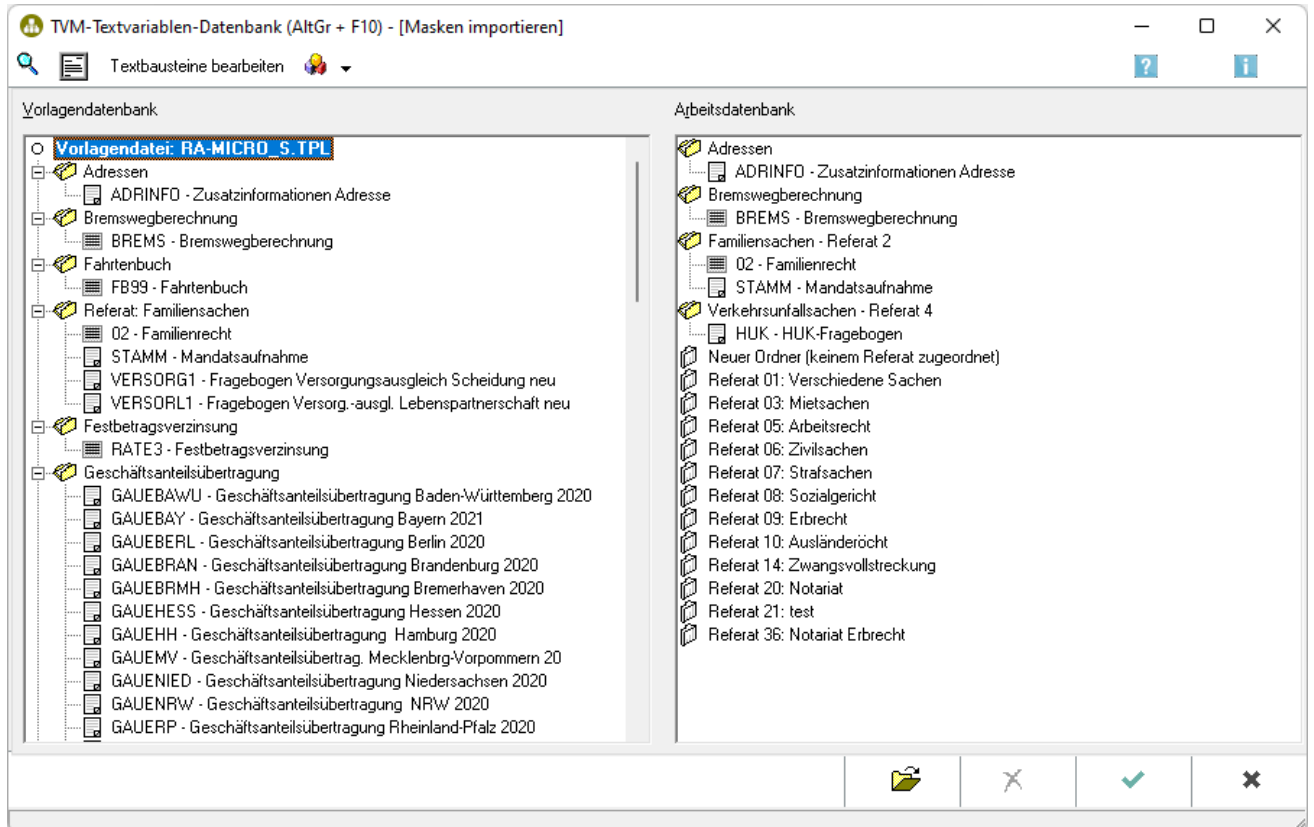 TVM-Textvariablen-Datenbank (AltGr + F10) - [Masken importieren]
Textbausteine bearbeiten
? i
Vorlagendatenbank
Vorlagendatei: RA-MICRO_S.TPL
Adressen
ADRINFO - Zusatzinformationen Adresse
Bremswegberechnung
BREMS - Bremswegberechnung
Fahrtenbuch
FB99 - Fahrtenbuch
Referat: Familiensachen
02 - Familienrecht
STAMM - Mandatsaufnahme
VERSORG1 - Fragebogen Versorgungsausgleich Scheidung neu
VERSORL1 - Fragebogen Versorg.-ausgl. Lebenspartnerschaft neu
Festbetragsverzinsung
RATE3 - Festbetragsverzinsung
Geschäftsanteilsübertragung
GAUEBAWU - Geschäftsanteilsübertragung Baden-Württemberg 2020
GAUEBAY - Geschäftsanteilsübertragung Bayern 2021
GAUEBERL - Geschäftsanteilsübertragung Berlin 2020
GAUEBRAN - Geschäftsanteilsübertragung Brandenburg 2020
GAUEBRMH - Geschäftsanteilsübertragung Bremerhaven 2020
GAUEHESS - Geschäftsanteilsübertragung Hessen 2020
GAUEHH - Geschäftsanteilsübertragung Hamburg 2020
GAUEMV - Geschäftsanteilsübertrag. Mecklenbrg-Vorpommern 20
GAUENIED - Geschäftsanteilsübertragung Niedersachsen 2020
GAUENRW - Geschäftsanteilsübertragung NRW 2020
GAUERP - Geschäftsanteilsübertragung Rheinland-Pfalz 2020
Arbeitsdatenbank
Adressen
ADRINFO - Zusatzinformationen Adresse
Bremswegberechnung
BREMS - Bremswegberechnung
Familiensachen - Referat 2
02 - Familienrecht
STAMM - Mandatsaufnahme
Verkehrsunfallsachen - Referat 4
HUK - HUK-Fragebogen
Neuer Ordner (keinem Referat zugeordnet)
Referat 01: Verschiedene Sachen
Referat 03: Mietsachen
Referat 05: Arbeitsrecht
Referat 06: Zivilsachen
Referat 07: Strafsachen
Referat 08: Sozialgericht
Referat 09: Erbrecht
Referat 10: Ausländeröcht
Referat 14: Zwangsvollstreckung
Referat 20: Notariat
Referat 21: test
Referat 36: Notariat Erbrecht